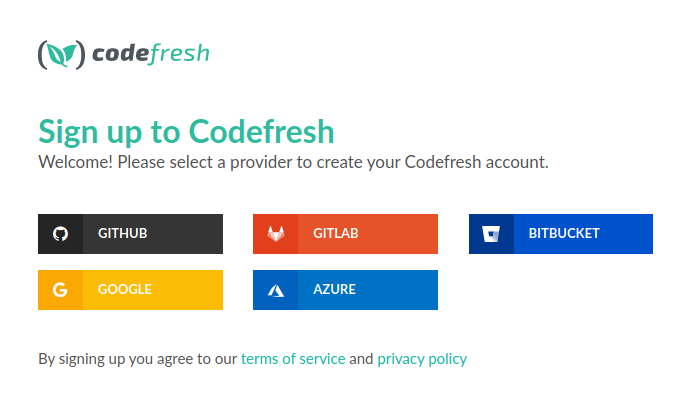 codefresh
Sign up to Codefresh
Welcome! Please select a provider to create your Codefresh account.
GITHUB
GITLAB
BITBUCKET
GOOGLE
AZURE
By signing up you agree to our terms of service and privacy policy